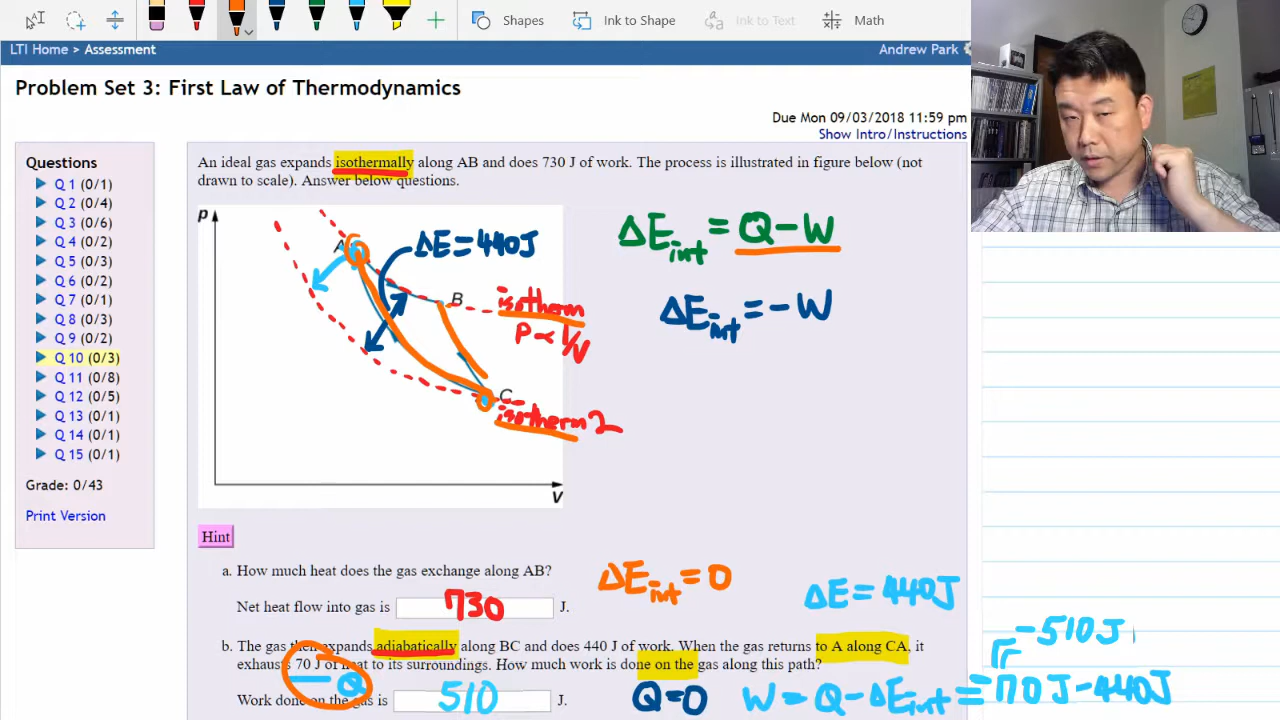 Shapes
Ink to Shape
Ink to Text
Math
LTI Home > Assessment
Andrew Park
Problem Set 3: First Law of Thermodynamics
Due Mon 09/03/2018 11:59 pm
Show Intro/Instructions
Questions
Q 1 (0/1)
Q 2 (0/4)
Q 3 (0/6)
Q 4 (0/2)
Q 5 (0/3)
Q 6 (0/2)
Q 7 (0/1)
Q 8 (0/3)
Q 9 (0/2)
Q 10 (0/3)
Q 11 (0/8)
Q 12 (0/5)
Q 13 (0/1)
Q 14 (0/1)
Q 15 (0/1)
Grade: 0/43
Print Version
An ideal gas expands isothermally along AB and does 730 J of work. The process is illustrated in figure below (not
drawn to scale). Answer below questions.
P
A
ΔE=440J
B
isotherm
P∝1/V
C
isotherm 2
V
ΔEint = Q-W
ΔEint = -W
Hint
a. How much heat does the gas exchange along AB?
ΔEint = 0
Net heat flow into gas is 730 J.
ΔE=440J
b. The gas then expands adiabatically along BC and does 440 J of work. When the gas returns to A along CA, it
exhausts 70 J of heat to its surroundings. How much work is done on the gas along this path?
-Q
Work done on the gas is 510 J.
Q=0
W = Q-ΔEint = -70J-440J
-510J